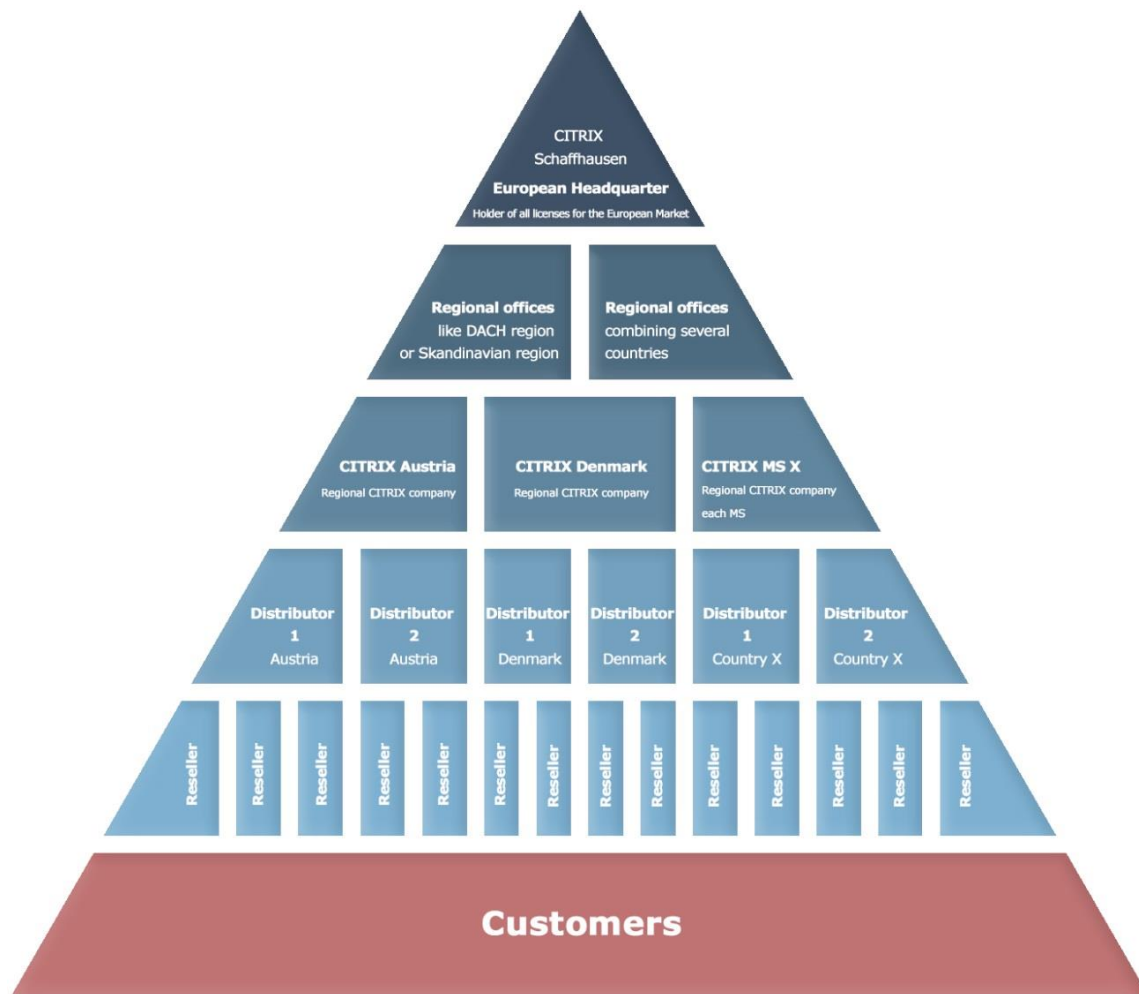 CITRIX
Schaffhausen
European Headquarter
Holder of all licenses for the European Market
Regional offices
like DACH region
or Skandinavian region
Regional offices
combining several
countries
CITRIX Austria
Regional CITRIX company
CITRIX Denmark
Regional CITRIX company
CITRIX MS X
Regional CITRIX company
each MS
Distributor
1
Austria
Distributor
2
Austria
Distributor
1
Denmark
Distributor
2
Denmark
Distributor
1
Country X
Distributor
2
Country X
Reseller
Reseller
Reseller
Reseller
Reseller
Reseller
Reseller
Reseller
Reseller
Reseller
Reseller
Reseller
Reseller
Reseller
Customers